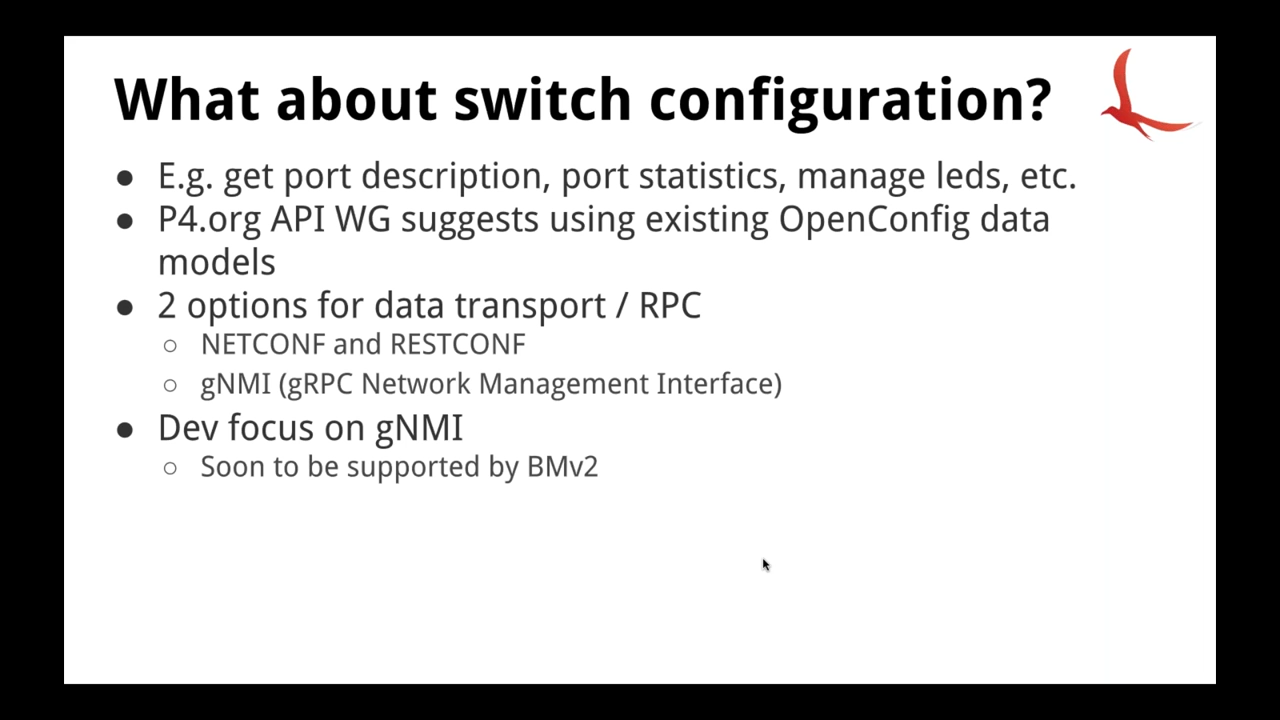 What about switch configuration?
● E.g. get port description, port statistics, manage leds, etc.
● P4.org API WG suggests using existing OpenConfig data
models
● 2 options for data transport / RPC
○ NETCONF and RESTCONF
○ gNMI (gRPC Network Management Interface)
● Dev focus on gNMI
○ Soon to be supported by BMv2